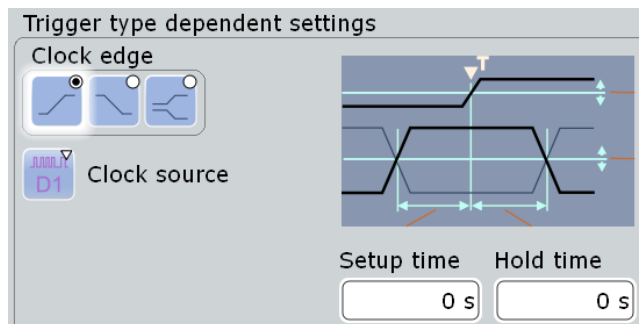 Trigger type dependent settings
Clock edge
T
D1
Clock source
Setup time
Hold time
0 s
0 s